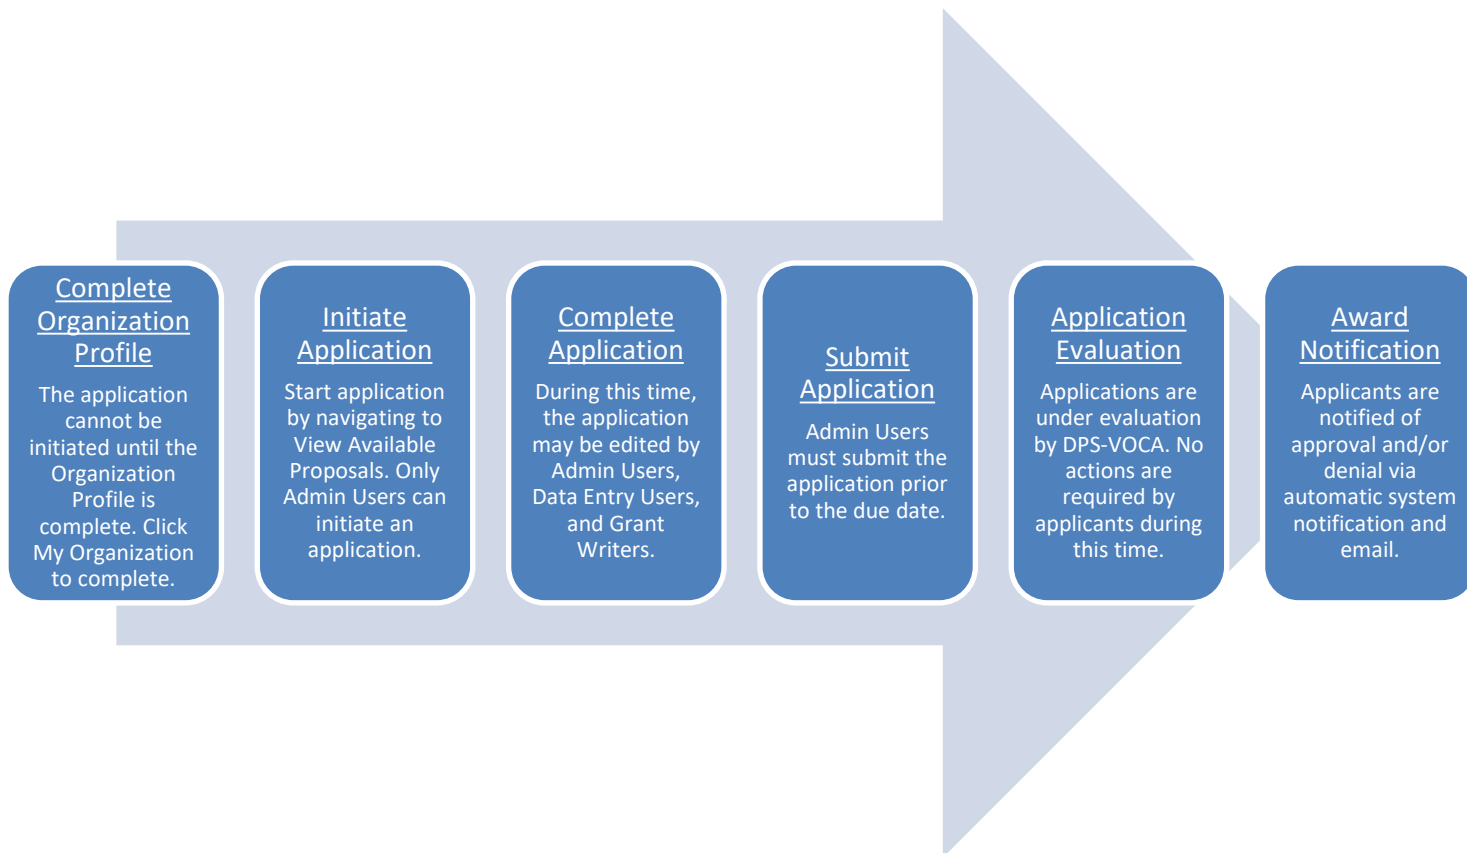 Complete
Organization
Profile
The application
cannot be
initiated until the
Organization
Profile is
complete. Click
My Organization
to complete.
Initiate
Application
Start application
by navigating to
View Available
Proposals. Only
Admin Users can
initiate an
application.
Complete
Application
During this time,
the application
may be edited by
Admin Users,
Data Entry Users,
and Grant
Writers.
Submit
Application
Admin Users
must submit the
application prior
to the due date.
Application
Evaluation
Applications are
under evaluation
by DPS-VOCA. No
actions are
required by
applicants during
this time.
Award
Notification
Applicants are
notified of
approval and/or
denial via
automatic system
notification and
email.